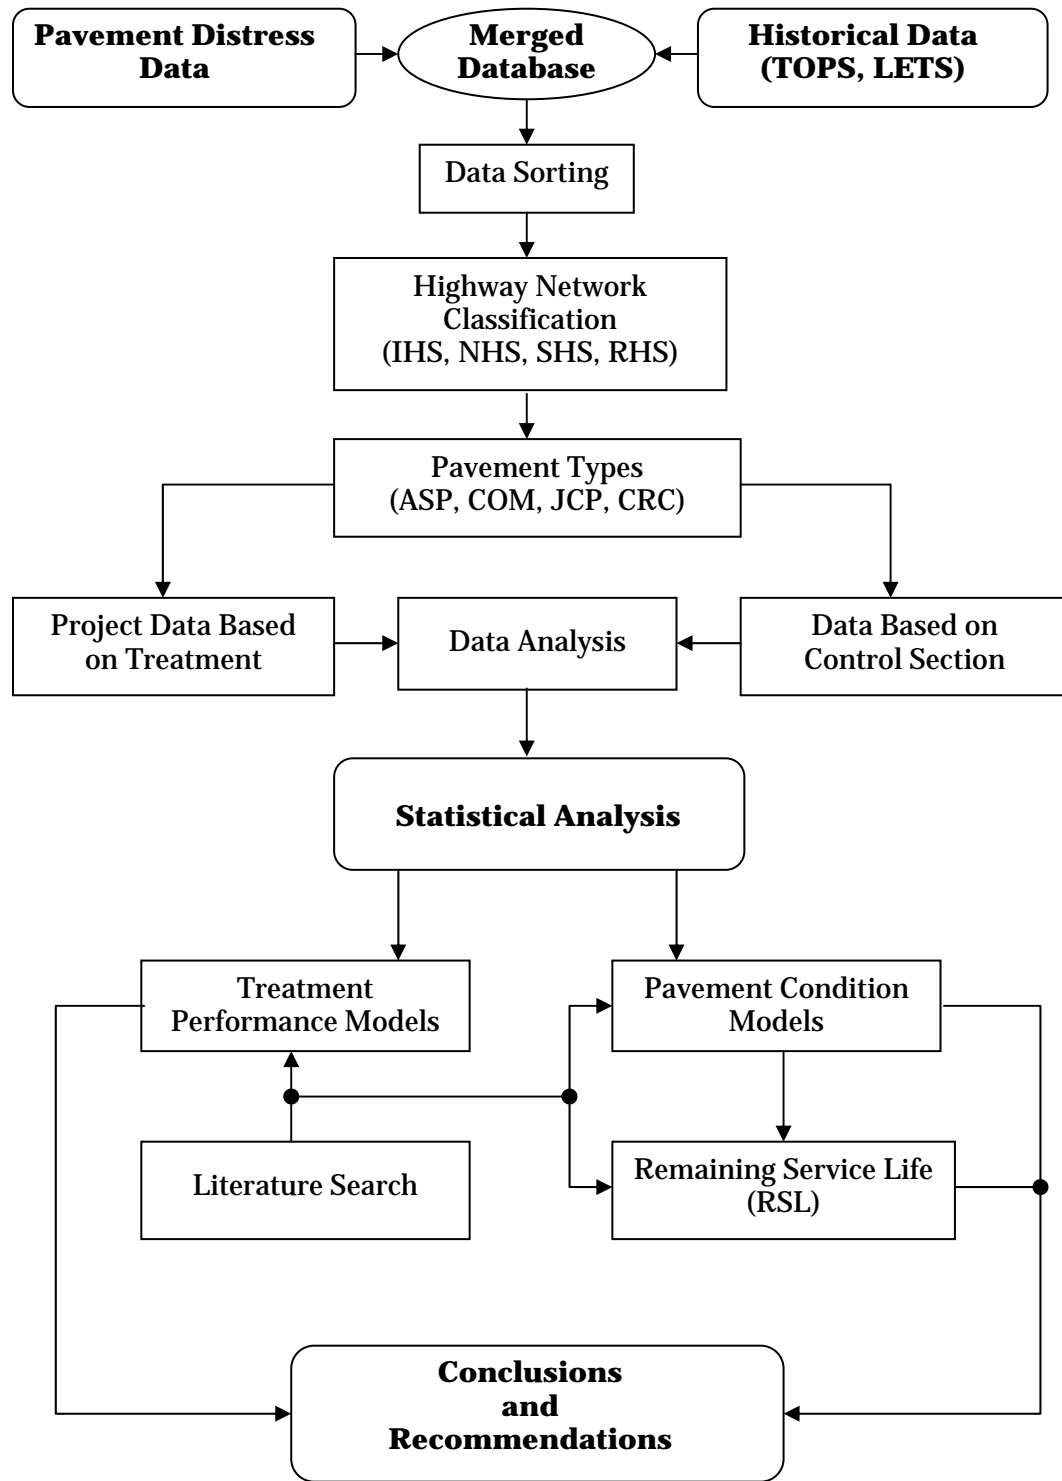 Pavement Distress
Data
Merged
Database
Historical Data
(TOPS, LETS)
Data Sorting
Highway Network
Classification
(IHS, NHS, SHS, RHS)
Pavement Types
(ASP, COM, JCP, CRC)
Project Data Based
on Treatment
Data Analysis
Data Based on
Control Section
Statistical Analysis
Treatment
Performance Models
Pavement Condition
Models
Literature Search
Remaining Service Life
(RSL)
Conclusions
and
Recommendations